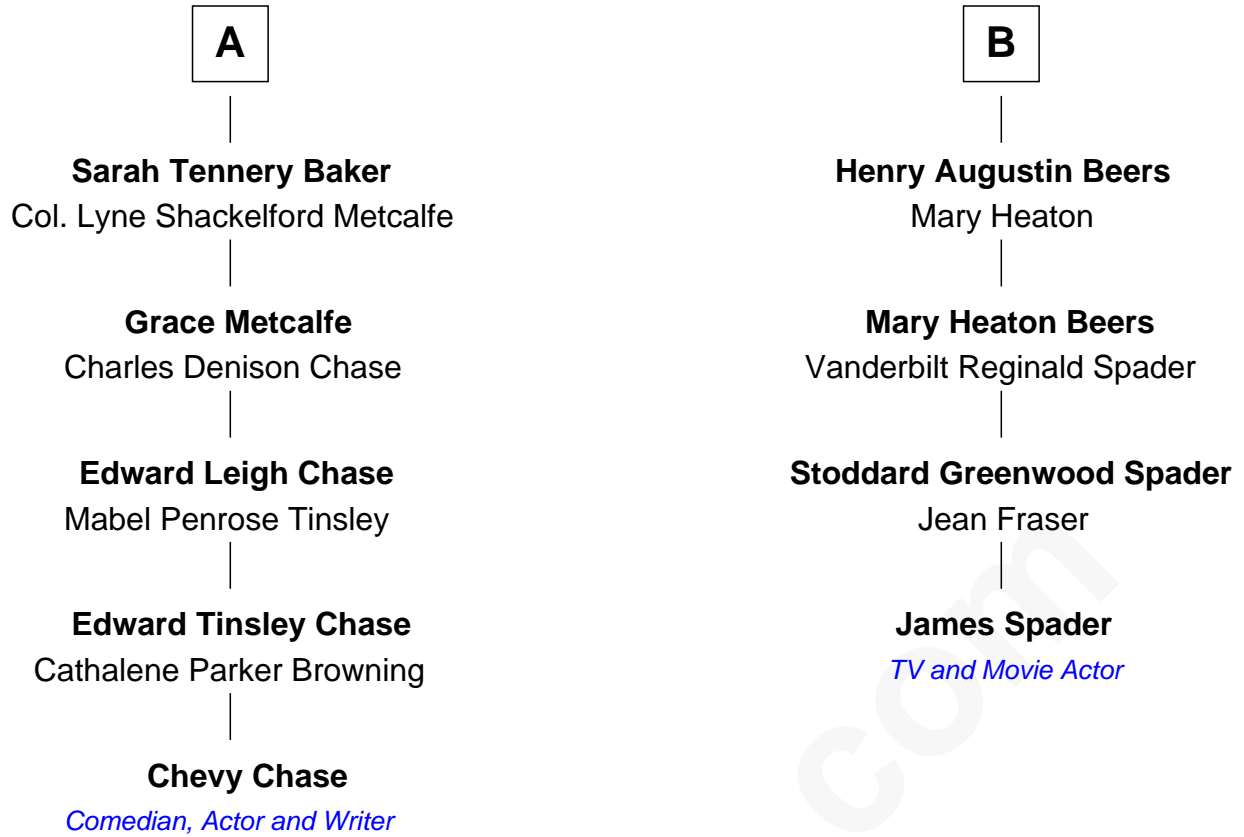 A
Sarah Tennery Baker
Col. Lyne Shackelford Metcalfe
Grace Metcalfe
Charles Denison Chase
Edward Leigh Chase
Mabel Penrose Tinsley
Edward Tinsley Chase
Cathalene Parker Browning
Chevy Chase
Comedian, Actor and Writer
B
Henry Augustin Beers
Mary Heaton
Mary Heaton Beers
Vanderbilt Reginald Spader
Stoddard Greenwood Spader
Jean Fraser
James Spader
TV and Movie Actor
com